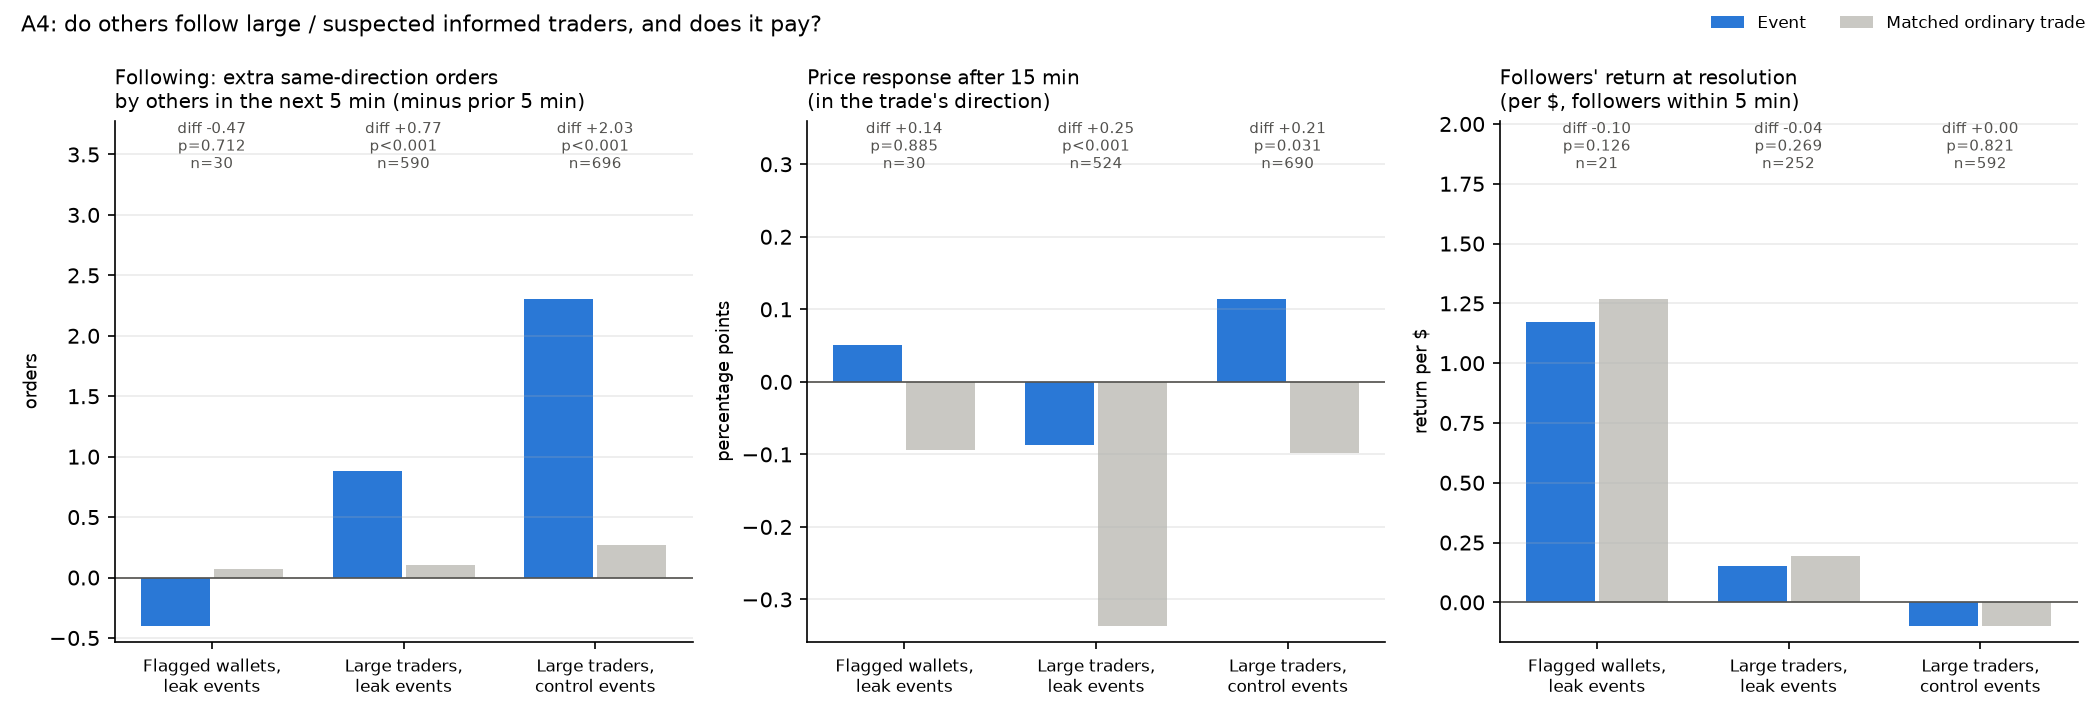 A4: do others follow large / suspected informed traders, and does it pay?
Event
Matched ordinary trade
Following: extra same-direction orders
by others in the next 5 min (minus prior 5 min)
diff -0.47
p=0.712
n=30
diff +0.77
p<0.001
n=590
diff +2.03
p<0.001
n=696
3.5
3.0
2.5
2.0
1.5
1.0
0.5
0.0
−0.5
orders
Flagged wallets,
leak events
Large traders,
leak events
Large traders,
control events
Price response after 15 min
(in the trade's direction)
diff +0.14
p=0.885
n=30
diff +0.25
p<0.001
n=524
diff +0.21
p=0.031
n=690
0.3
0.2
0.1
0.0
−0.1
−0.2
−0.3
percentage points
Flagged wallets,
leak events
Large traders,
leak events
Large traders,
control events
Followers' return at resolution
(per $, followers within 5 min)
diff -0.10
p=0.126
n=21
diff -0.04
p=0.269
n=252
diff +0.00
p=0.821
n=592
2.00
1.75
1.50
1.25
1.00
0.75
0.50
0.25
0.00
return per $
Flagged wallets,
leak events
Large traders,
leak events
Large traders,
control events